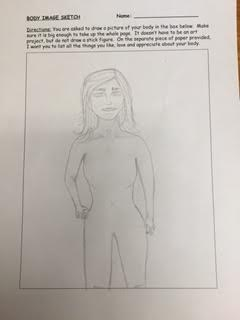 BODY IMAGE SKETCH Name: ____________________
Directions: You are asked to draw a picture of your body in the box below. Make
sure it is big enough to take up the whole page. It doesn't have to be an art
project, but do not draw a stick figure. On the separate piece of paper provided,
I want you to list all the things you like, love and appreciate about your body.